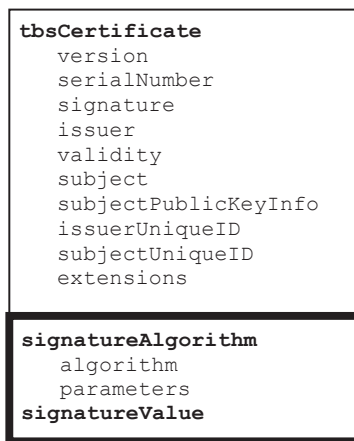 tbsCertificate
version
serialNumber
signature
issuer
validity
subject
subjectPublicKeyInfo
issuerUniqueID
subjectUniqueID
extensions
signatureAlgorithm
algorithm
parameters
signatureValue